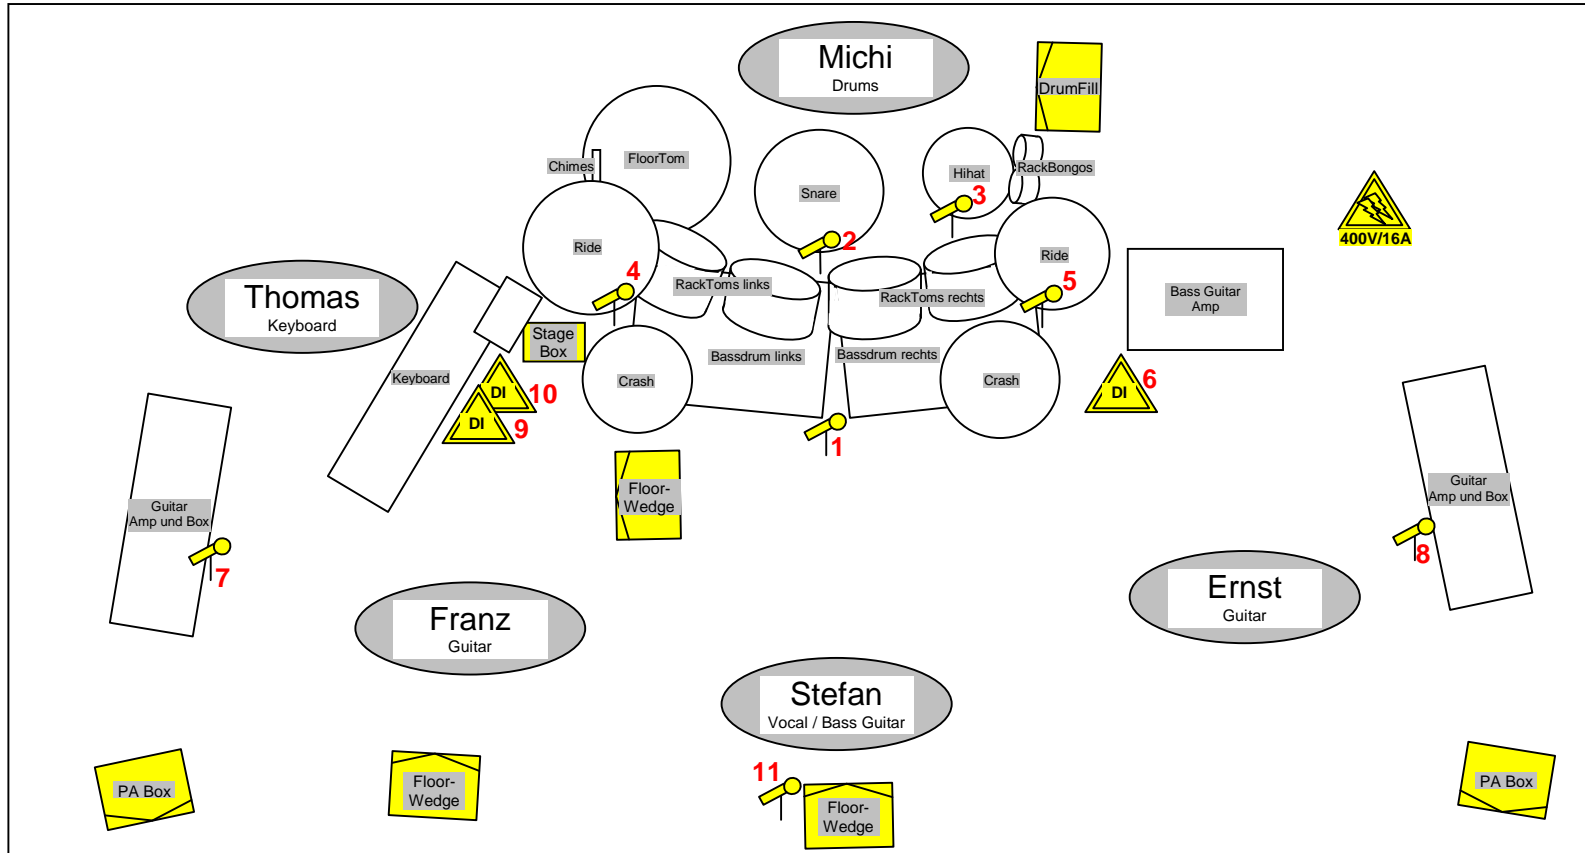 Michi
Drums
DrumFill
Chimes
FloorTom
Snare
Hihat
3
RackBongos
2
Ride
4
RackToms links
RackToms rechts
Ride
5
400V/16A
Thomas
Keyboard
Bass Guitar
Amp
Stage
Box
Bassdrum links
Bassdrum rechts
Keyboard
Crash
Crash
DI
10
DI
9
DI
6
1
Floor-
Wedge
Guitar
Amp und Box
7
Guitar
Amp und Box
8
Franz
Guitar
Ernst
Guitar
Stefan
Vocal / Bass Guitar
PA Box
Floor-
Wedge
11
Floor-
Wedge
PA Box